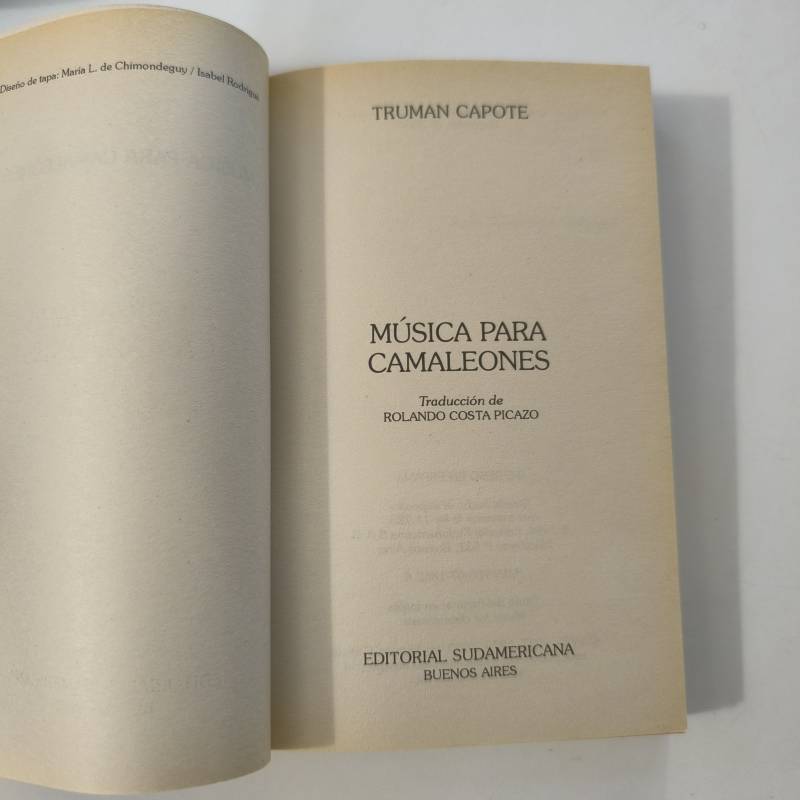 Diseño de tapa: María L. de Chimondeguy / Isabel Rodrigué
TRUMAN CAPOTE
MÚSICA PARA
CAMALEONES
Traducción de
ROLANDO COSTA PICAZO
EDITORIAL SUDAMERICANA
BUENOS AIRES